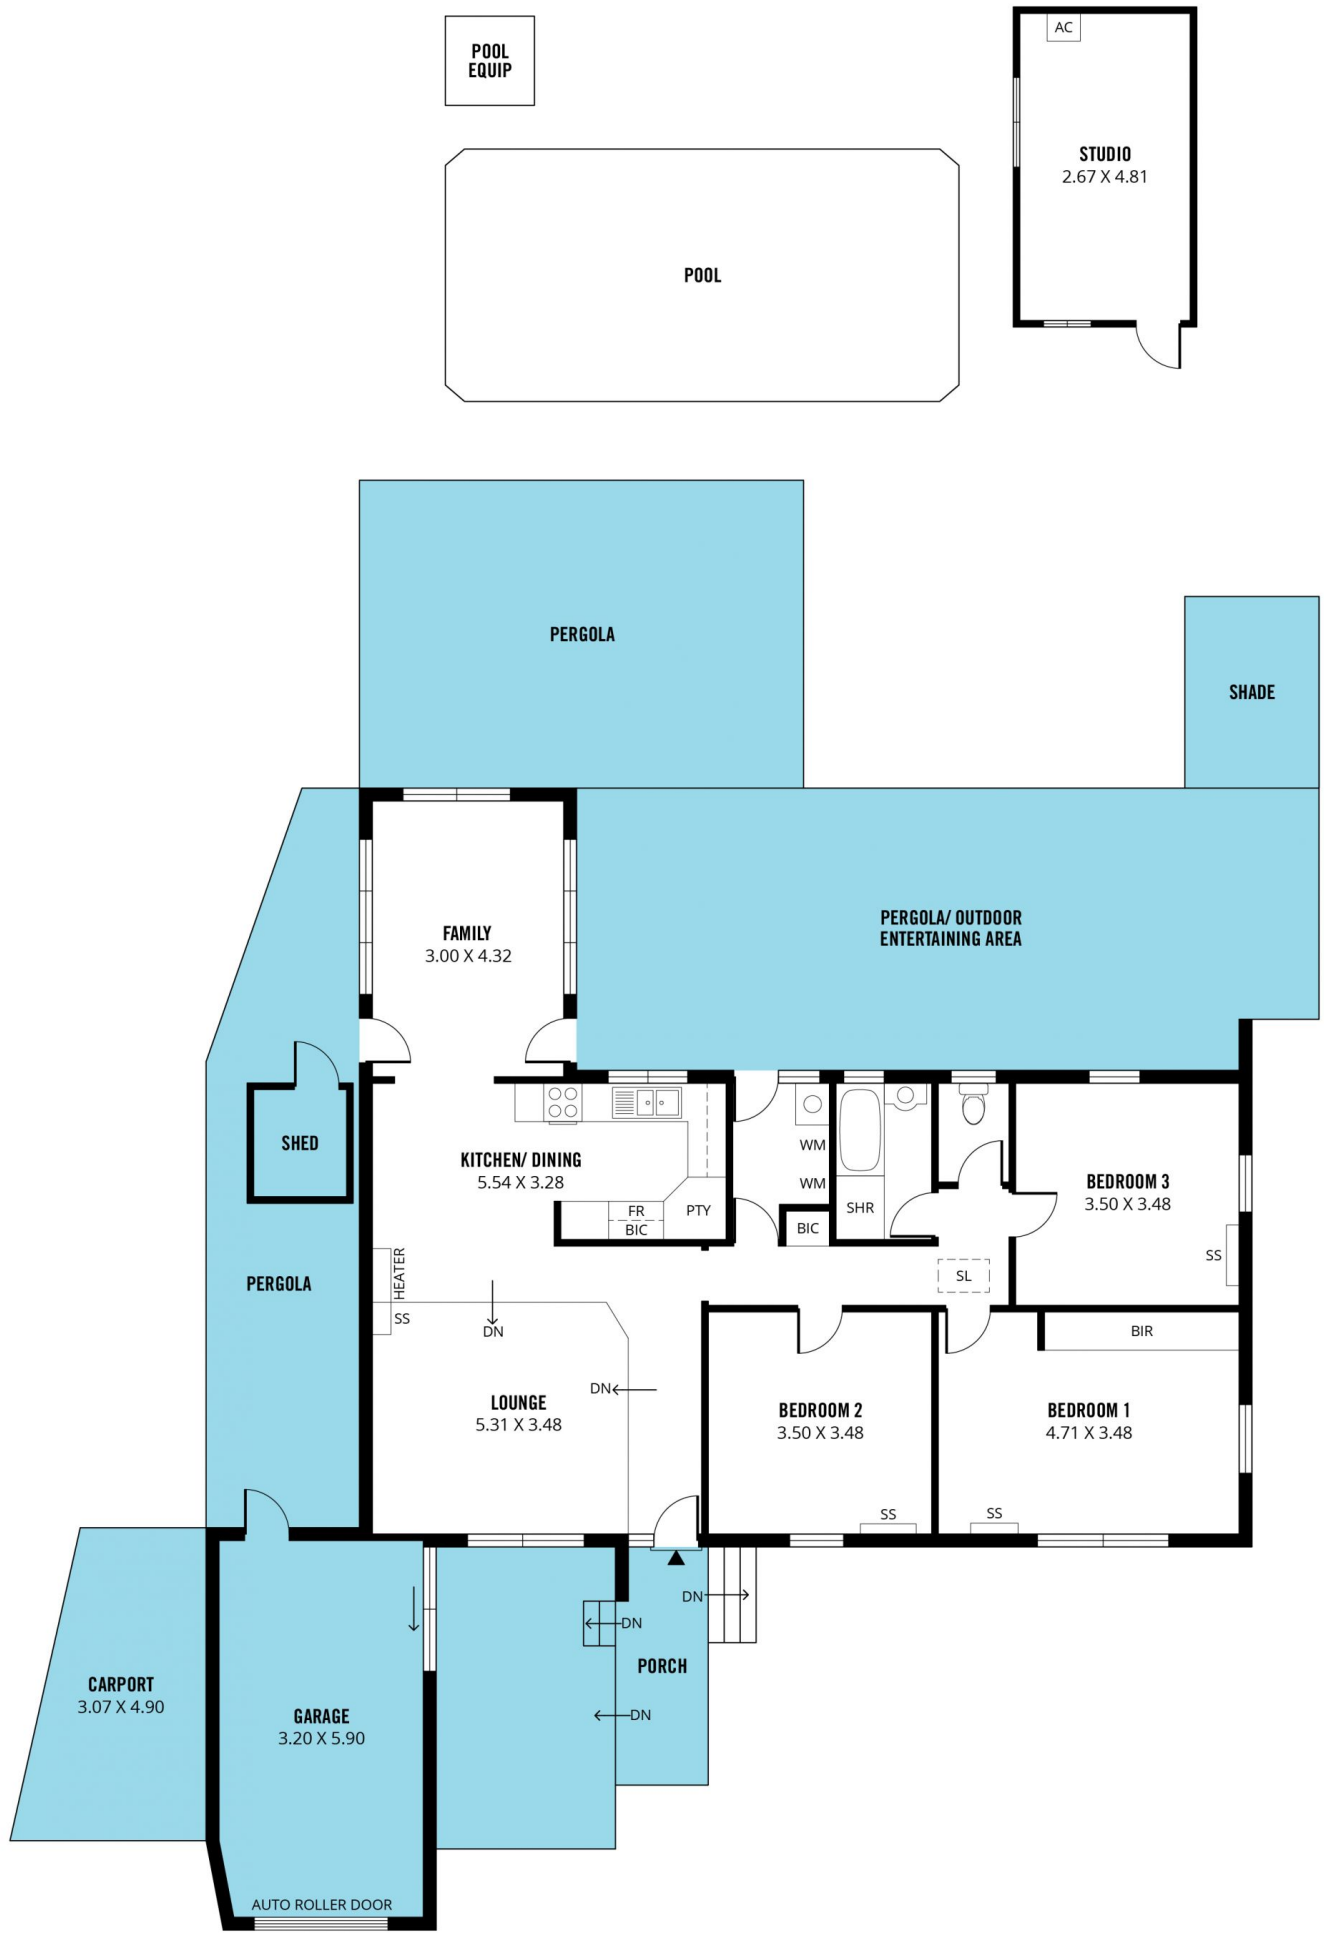 POOL
EQUIP
AC
STUDIO
2.67 X 4.81
POOL
PERGOLA
SHADE
FAMILY
3.00 X 4.32
PERGOLA/ OUTDOOR
ENTERTAINING AREA
SHED
KITCHEN/ DINING
5.54 X 3.28
FR
BIC
PTY
WM
WM
BIC
SHR
BEDROOM 3
3.50 X 3.48
SS
PERGOLA
HEATER
SS
DN
SL
BIR
LOUNGE
5.31 X 3.48
DN
BEDROOM 2
3.50 X 3.48
SS
BEDROOM 1
4.71 X 3.48
SS
CARPORT
3.07 X 4.90
GARAGE
3.20 X 5.90
AUTO ROLLER DOOR
DN
DN
PORCH
DN